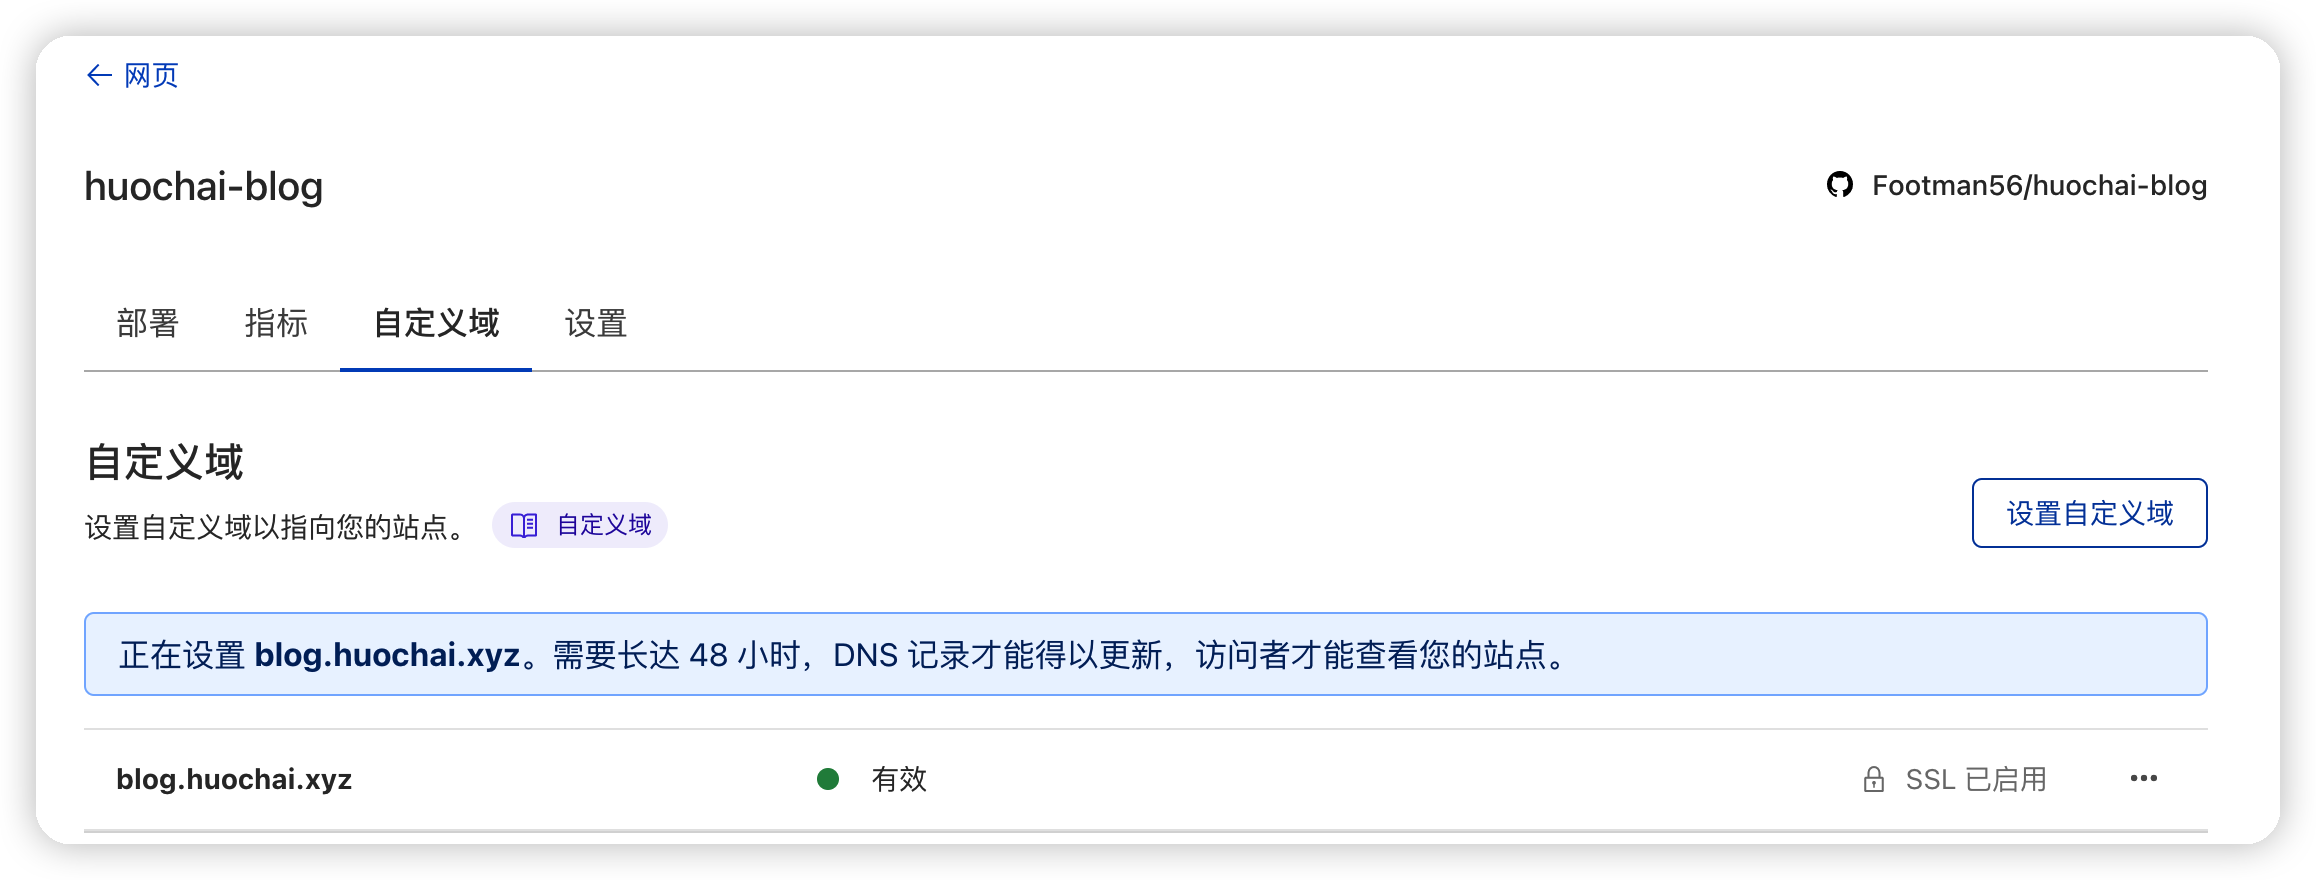 ← 网页
huochai-blog
Footman56/huochai-blog
部署 指标 自定义域 设置
自定义域
设置自定义域以指向您的站点。 自定义域
设置自定义域
正在设置 blog.huochai.xyz。需要长达 48 小时，DNS 记录才能得以更新，访问者才能查看您的站点。
blog.huochai.xyz 有效 SSL 已启用 •••